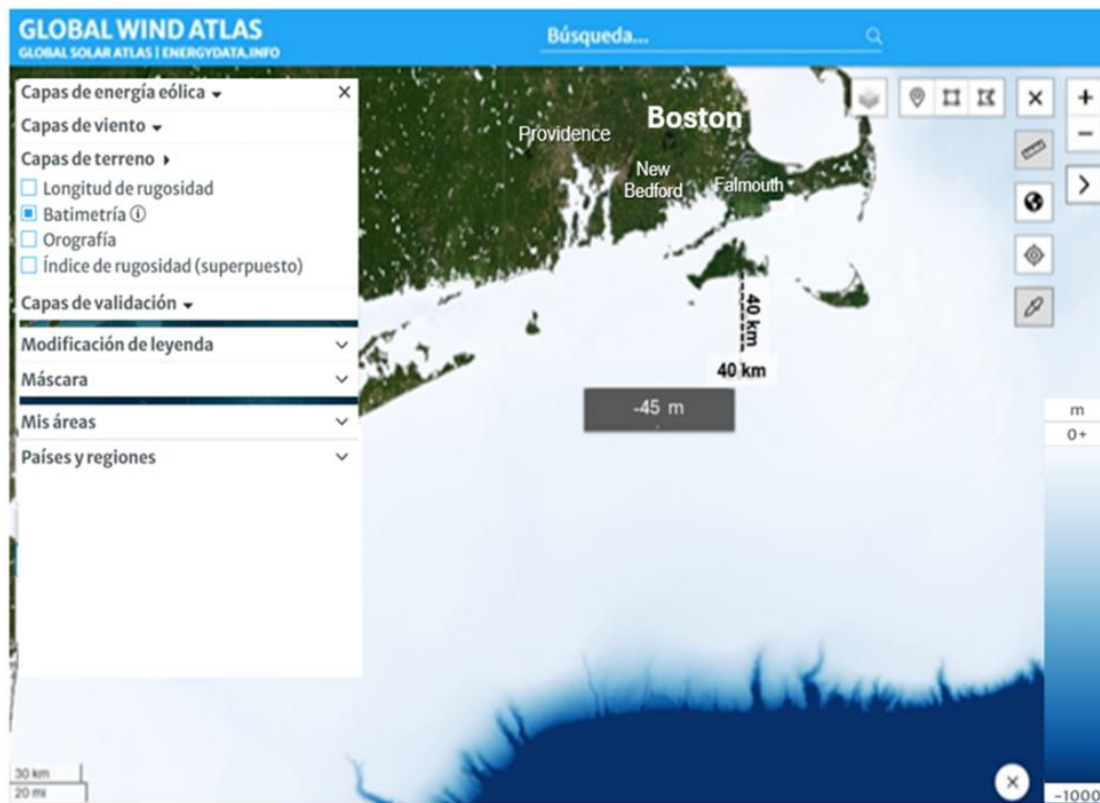 GLOBAL WIND ATLAS
GLOBAL SOLAR ATLAS | ENERGYDATA.INFO
Búsqueda...
Capas de energía eólica
Capas de viento
Capas de terreno
Longitud de rugosidad
Batimetría
Orografía
Índice de rugosidad (superpuesto)
Capas de validación
Modificación de leyenda
Máscara
Mis áreas
Países y regiones
Boston
Providence
New
Bedford
Falmouth
40 km
40 km
-45 m
m
0+
-1000
30 km
20 mi